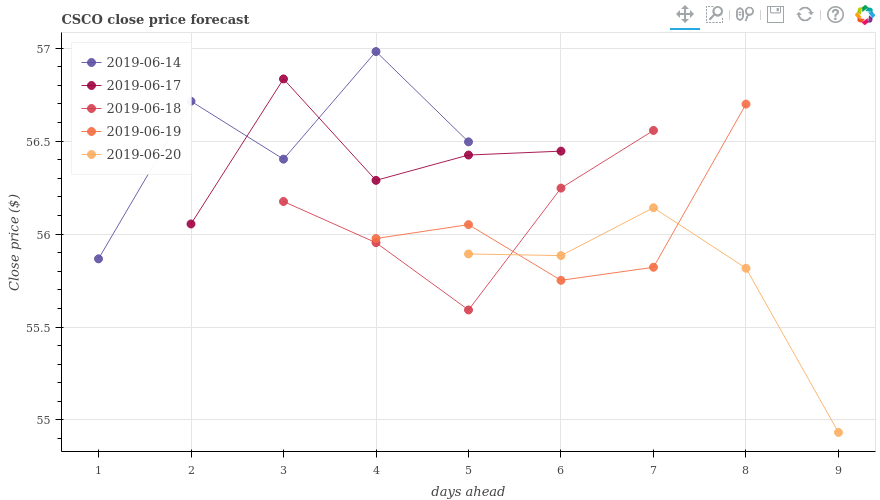 CSCO close price forecast
57
56.5
56
55.5
55
Close price ($)
2019-06-14
2019-06-17
2019-06-18
2019-06-19
2019-06-20
1 2 3 4 5 6 7 8 9
days ahead